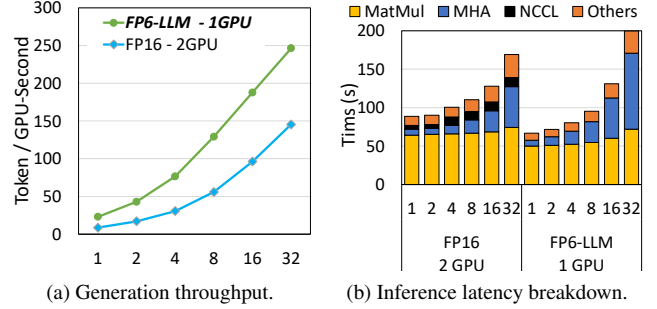 FP6-LLM - 1GPU
FP16 - 2GPU
Token / GPU-Second
300
250
200
150
100
50
0
1 2 4 8 16 32
(a) Generation throughput.
MatMul MHA NCCL Others
Tims (s)
200
150
100
50
0
1 2 4 8 16 32 1 2 4 8 16 32
FP16 FP6-LLM
2 GPU 1 GPU
(b) Inference latency breakdown.